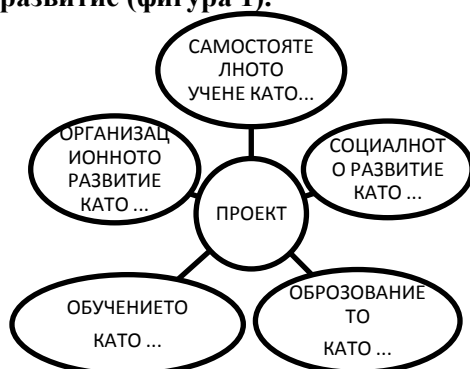 развитие (фигура 1).
САМОСТОЯТЕ
ЛНОТО
УЧЕНЕ КАТО...
ОРГАНИЗАЦ
ИОННОТО
РАЗВИТИЕ
КАТО ...
СОЦИАЛНОТ
О РАЗВИТИЕ
КАТО ...
ПРОЕКТ
ОБУЧЕНИЕТО
КАТО ...
ОБРОЗОВАНИЕ
ТО
КАТО ...